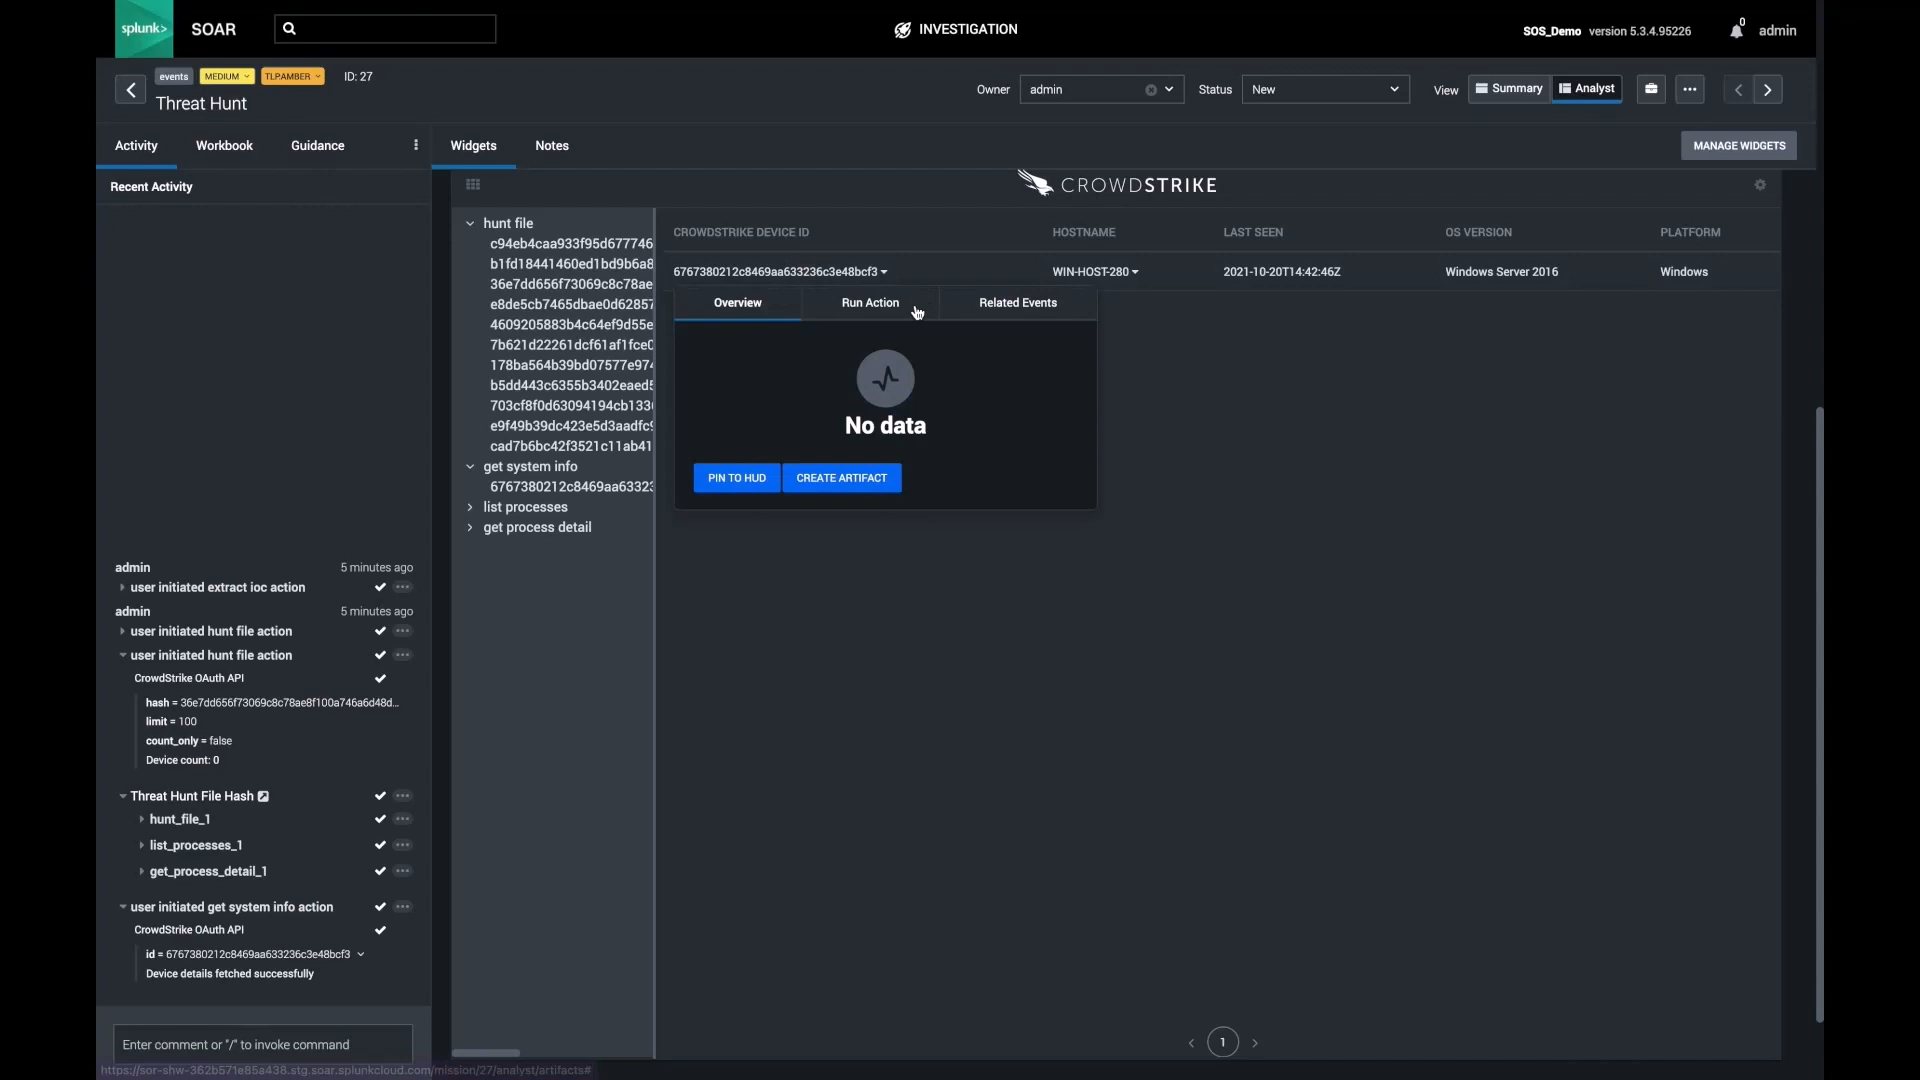 splunk>
SOAR
INVESTIGATION
SOS_Demo version 5.3.4.95226
0
admin
events
MEDIUM
TLP:AMBER
ID: 27
Threat Hunt
Owner
admin
Status
New
View
Summary
Analyst
Activity
Workbook
Guidance
Widgets
Notes
MANAGE WIDGETS
Recent Activity
CROWDSTRIKE
hunt file
c94eb4caa933f95d677746
b1fd18441460ed1bd9b6a8
36e7dd656f73069c8c78ae
e8de5cb7465dbae0d62857
4609205883b4c64ef9d55e
7b621d22261dcf61af1fce0
178ba564b39bd07577e974
b5dd443c6355b3402eaed5
703cf8f0d63094194cb1330
e9f49b39dc423e5d3aadfc9
cad7b6bc42f3521c11ab41
get system info
6767380212c8469aa63323
list processes
get process detail
CROWDSTRIKE DEVICE ID
HOSTNAME
LAST SEEN
OS VERSION
PLATFORM
6767380212c8469aa633236c3e48bcf3
WIN-HOST-280
2021-10-20T14:42:46Z
Windows Server 2016
Windows
Overview
Run Action
Related Events
No data
PIN TO HUD
CREATE ARTIFACT
admin
5 minutes ago
user initiated extract ioc action
admin
5 minutes ago
user initiated hunt file action
user initiated hunt file action
CrowdStrike OAuth API
hash = 36e7dd656f73069c8c78ae8f100a746a6d48d...
limit = 100
count_only = false
Device count: 0
Threat Hunt File Hash
hunt_file_1
list_processes_1
get_process_detail_1
user initiated get system info action
CrowdStrike OAuth API
id = 6767380212c8469aa633236c3e48bcf3
Device details fetched successfully
Enter comment or "/" to invoke command
https://sor-shw-362b571e85a438.stg.soar.splunkcloud.com/mission/27/analyst/artifacts#
1